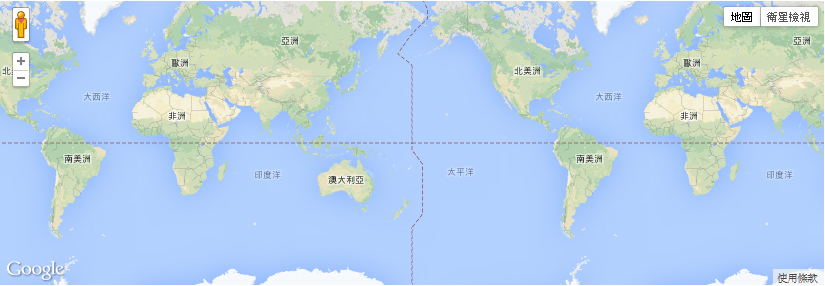 地圖
衛星檢視
亞洲
亞洲
歐洲
歐洲
北美洲
大西洋
大西洋
非洲
非洲
南美洲
南美洲
印度洋
印度洋
澳大利亞
太平洋
Google
使用條款